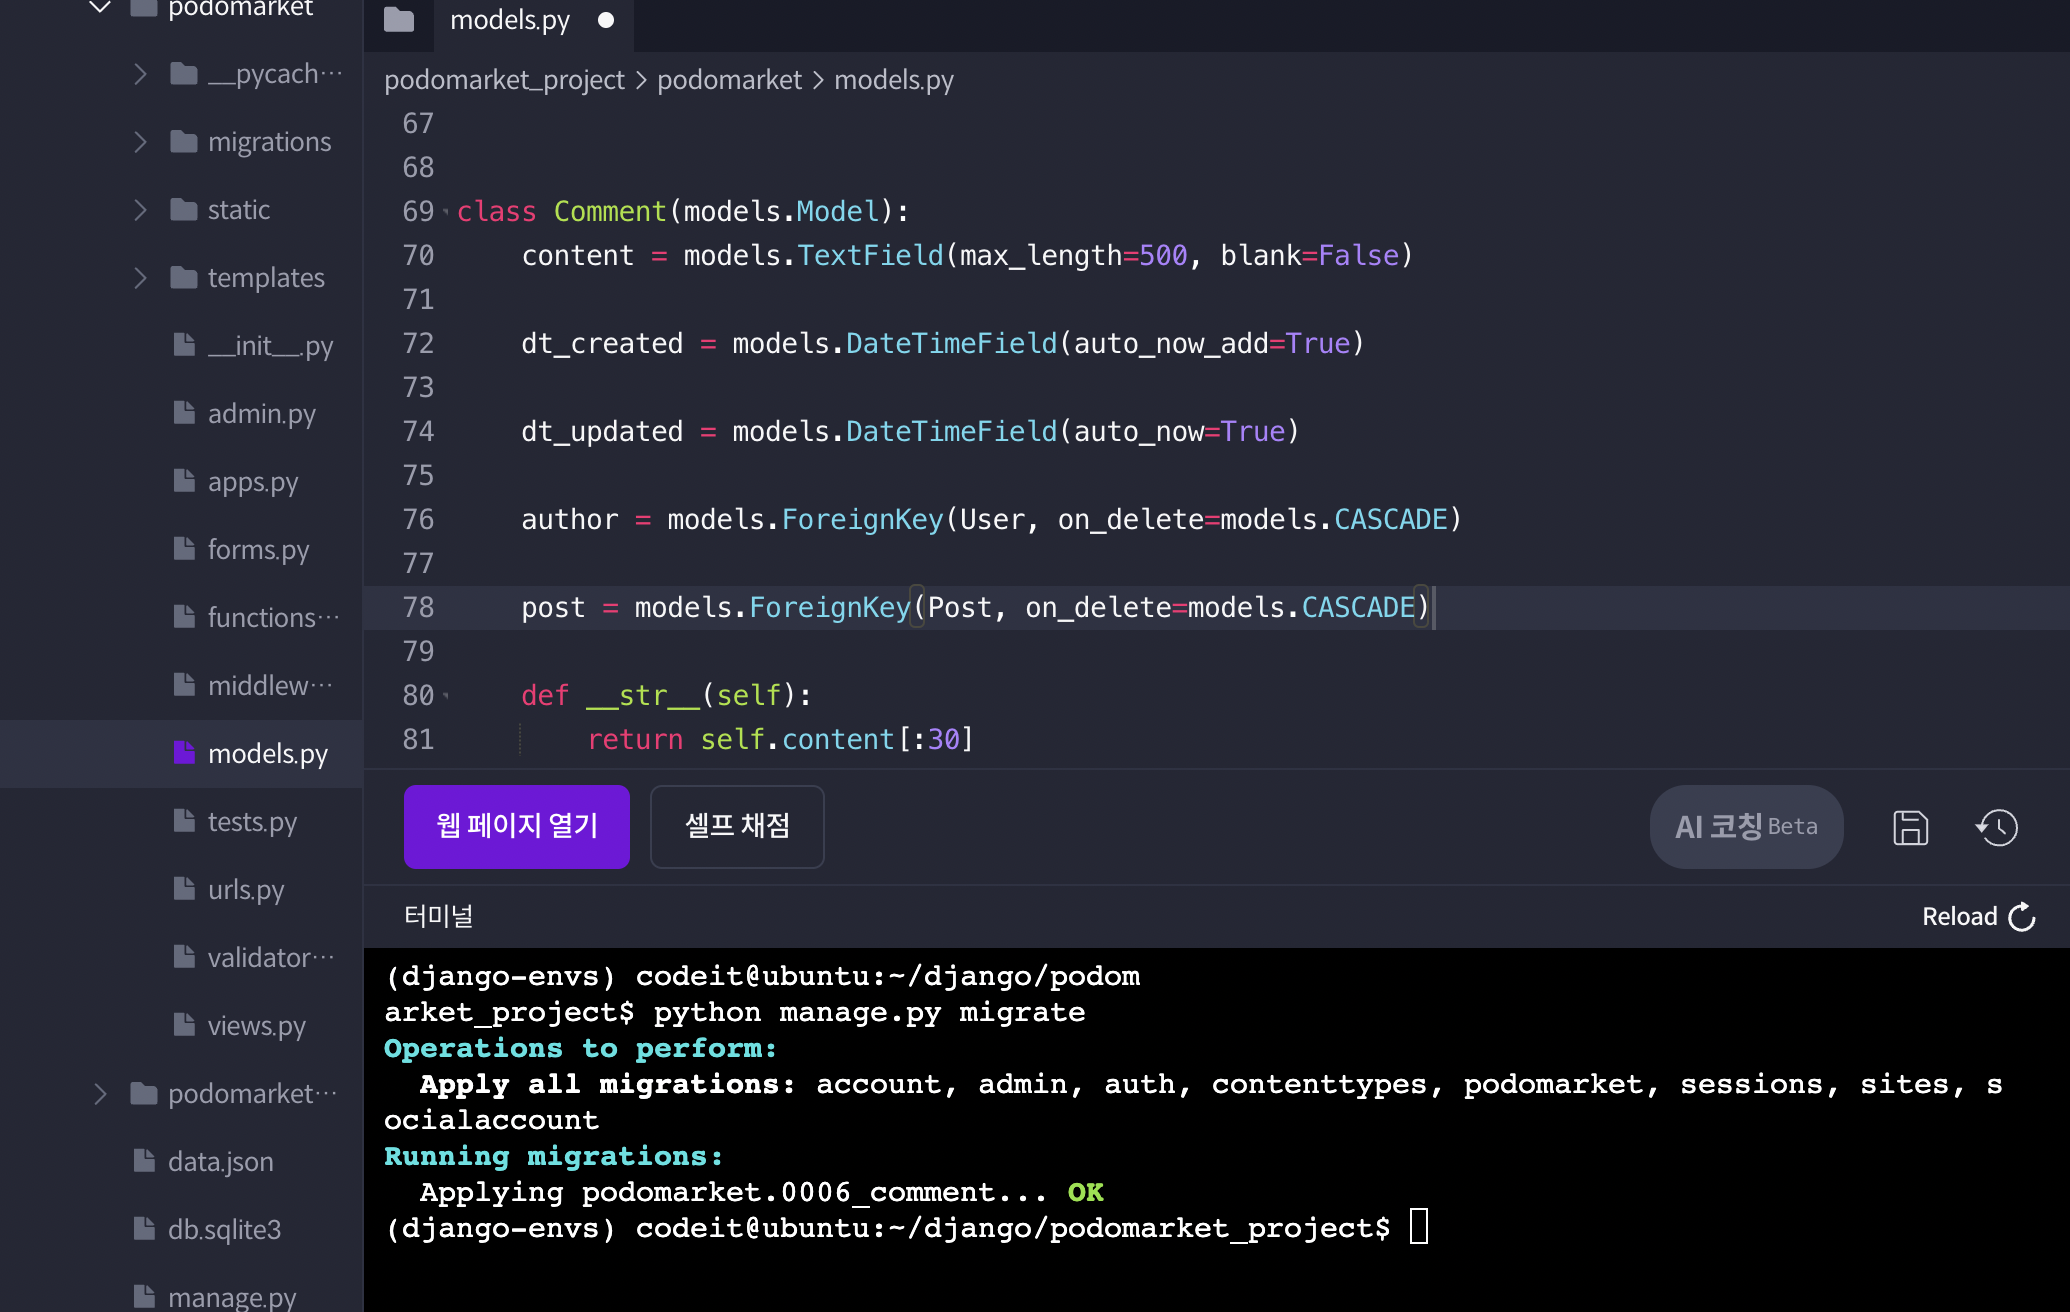 podomarket
__pycach···
migrations
static
templates
__init__.py
admin.py
apps.py
forms.py
functions···
middlew···
models.py
tests.py
urls.py
validator···
views.py
podomarket···
data.json
db.sqlite3
manage.py
models.py
podomarket_project > podomarket > models.py
67
68
69 class Comment(models.Model):
70     content = models.TextField(max_length=500, blank=False)
71
72     dt_created = models.DateTimeField(auto_now_add=True)
73
74     dt_updated = models.DateTimeField(auto_now=True)
75
76     author = models.ForeignKey(User, on_delete=models.CASCADE)
77
78     post = models.ForeignKey(Post, on_delete=models.CASCADE)
79
80     def __str__(self):
81         return self.content[:30]
웹 페이지 열기 셀프 채점 AI 코칭 Beta
터미널 Reload
(django-envs) codeit@ubuntu:~/django/podom
arket_project$ python manage.py migrate
Operations to perform:
  Apply all migrations: account, admin, auth, contenttypes, podomarket, sessions, sites, s
ocialaccount
Running migrations:
  Applying podomarket.0006_comment... OK
(django-envs) codeit@ubuntu:~/django/podomarket_project$